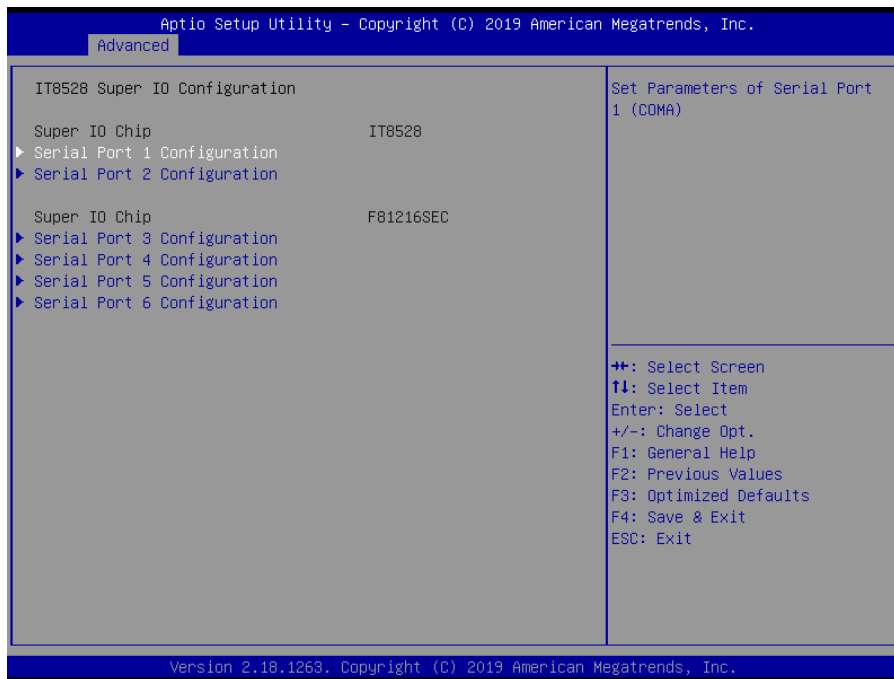 Aptio Setup Utility – Copyright (C) 2019 American Megatrends, Inc.
Advanced
IT8528 Super IO Configuration
Super IO Chip IT8528
Serial Port 1 Configuration
Serial Port 2 Configuration
Super IO Chip F81216SEC
Serial Port 3 Configuration
Serial Port 4 Configuration
Serial Port 5 Configuration
Serial Port 6 Configuration
Set Parameters of Serial Port
1 (COMA)
→←: Select Screen
↑↓: Select Item
Enter: Select
+/-: Change Opt.
F1: General Help
F2: Previous Values
F3: Optimized Defaults
F4: Save & Exit
ESC: Exit
Version 2.18.1263. Copyright (C) 2019 American Megatrends, Inc.